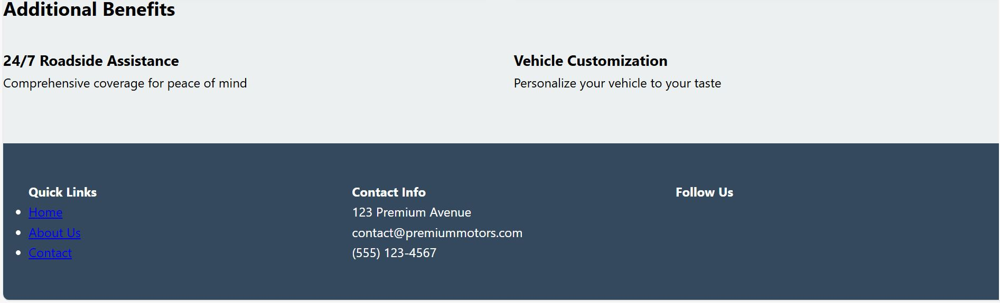 Additional Benefits
24/7 Roadside Assistance
Comprehensive coverage for peace of mind
Vehicle Customization
Personalize your vehicle to your taste
Quick Links
Home
About Us
Contact
Contact Info
123 Premium Avenue
contact@premiummotors.com
(555) 123-4567
Follow Us